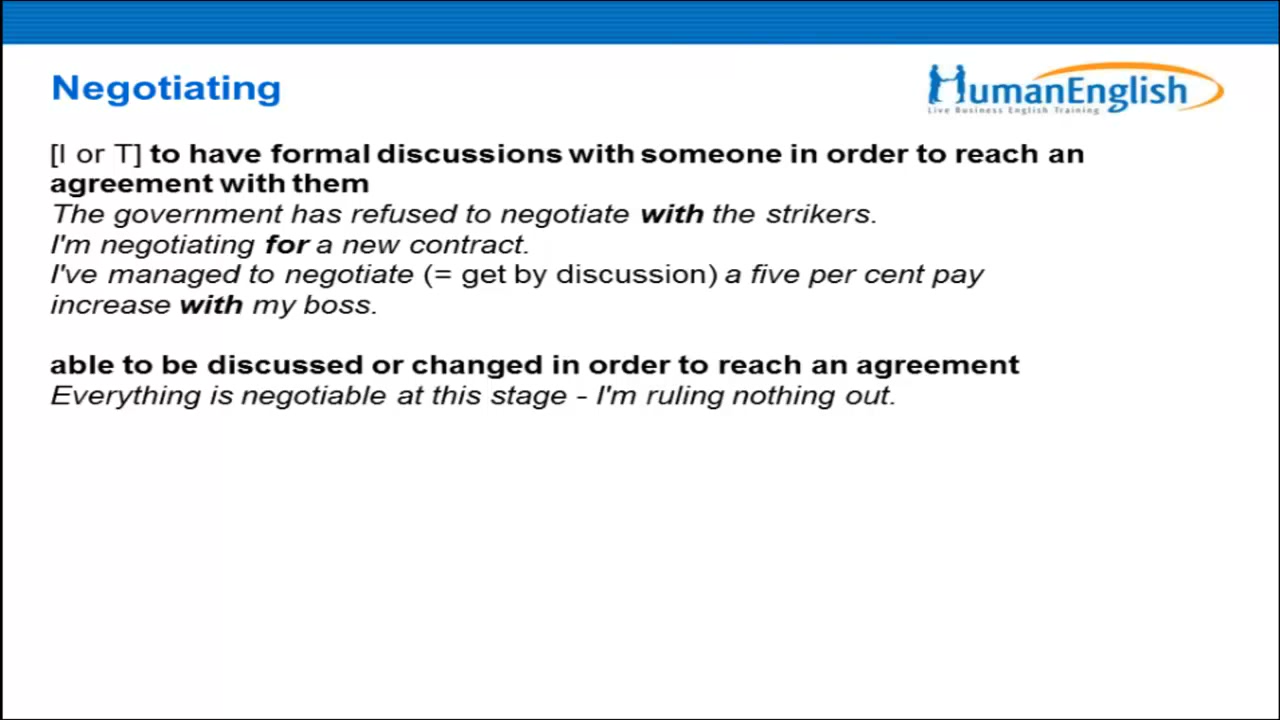 Negotiating
HumanEnglish
Live Business English Training
[I or T] to have formal discussions with someone in order to reach an
agreement with them
The government has refused to negotiate with the strikers.
I'm negotiating for a new contract.
I've managed to negotiate (= get by discussion) a five per cent pay
increase with my boss.
able to be discussed or changed in order to reach an agreement
Everything is negotiable at this stage - I'm ruling nothing out.